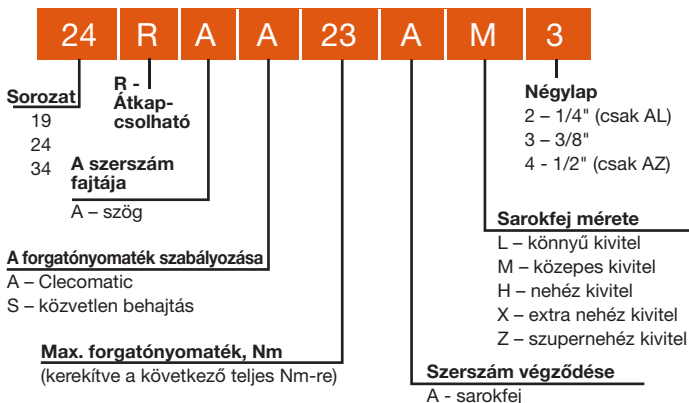 24 R A A 23 A M 3
Sorozat
19
24
34
R -
Átkap-
csolható
A szerszám
fajtája
A – szög
A forgatónyomaték szabályozása
A – Clecomatic
S – közvetlen behajtás
Max. forgatónyomaték, Nm
(kerekítve a következő teljes Nm-re)
Négylap
2 – 1/4" (csak AL)
3 – 3/8"
4 - 1/2" (csak AZ)
Sarokfej mérete
L – könnyű kivitel
M – közepes kivitel
H – nehéz kivitel
X – extra nehéz kivitel
Z – szupernehéz kivitel
Szerszám végződése
A - sarokfej